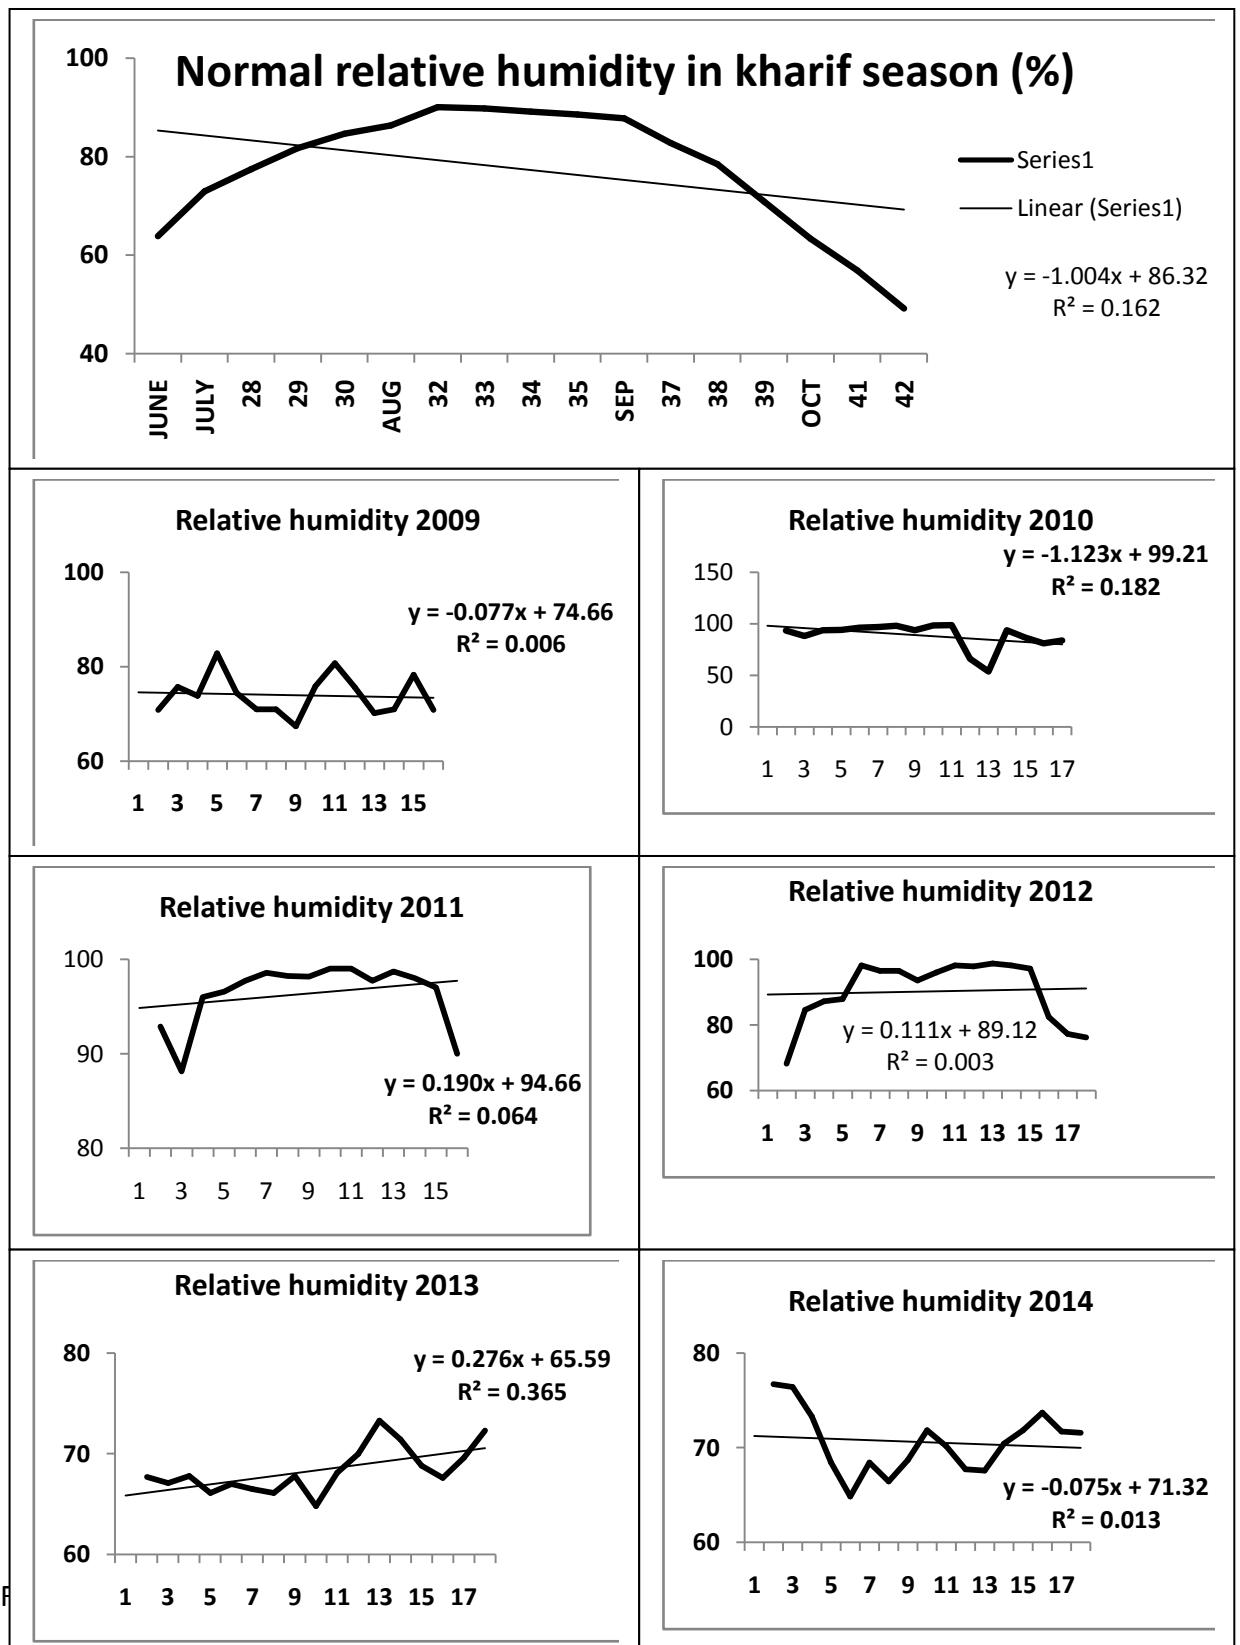 Normal relative humidity in kharif season (%)
100
80
60
40
JUNE JULY 28 29 30 AUG 32 33 34 35 SEP 37 38 39 OCT 41 42
Series1
Linear (Series1)
y = -1.004x + 86.32
R² = 0.162
Relative humidity 2009
100
80
60
y = -0.077x + 74.66
R² = 0.006
1 3 5 7 9 11 13 15
Relative humidity 2010
y = -1.123x + 99.21
R² = 0.182
150
100
50
0
1 3 5 7 9 11 13 15 17
Relative humidity 2011
100
90
80
y = 0.190x + 94.66
R² = 0.064
1 3 5 7 9 11 13 15
Relative humidity 2012
100
80
60
y = 0.111x + 89.12
R² = 0.003
1 3 5 7 9 11 13 15 17
Relative humidity 2013
80
70
60
y = 0.276x + 65.59
R² = 0.365
1 3 5 7 9 11 13 15 17
Relative humidity 2014
80
70
60
y = -0.075x + 71.32
R² = 0.013
1 3 5 7 9 11 13 15 17